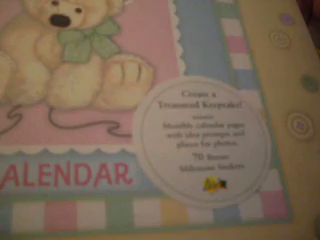 Create a
Treasured Keepsake!
Monthly calendar pages
with idea prompts and
places for photos.
70 Bonus
Milestone Stickers
ALENDAR